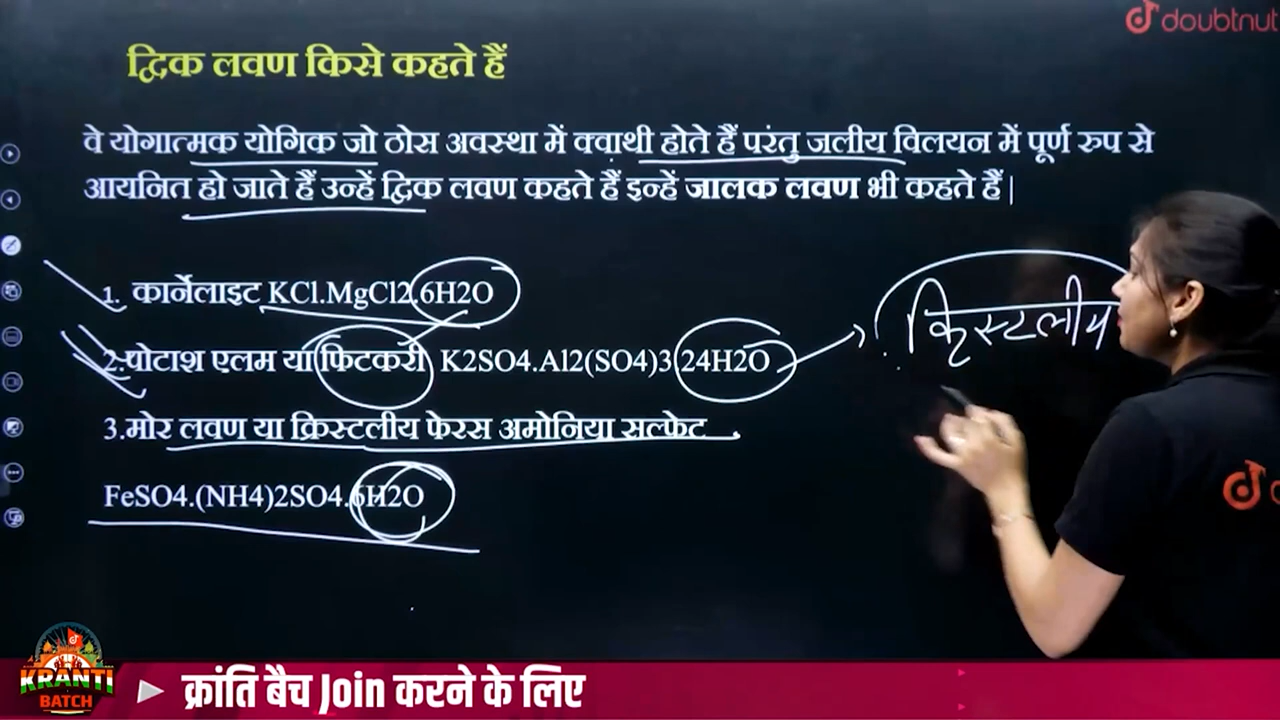 doubtnut
द्विक लवण किसे कहते हैं
वे योगात्मक योगिक जो ठोस अवस्था में क्वाथी होते हैं परंतु जलीय विलयन में पूर्ण रुप से
आयनित हो जाते हैं उन्हें द्विक लवण कहते हैं इन्हें जालक लवण भी कहते हैं|
1. कार्नेलाइट KCl.MgCl2.6H2O
क्रिस्टलीय
2.पोटाश एलम या फिटकरी K2SO4.Al2(SO4)3 24H2O
3.मोर लवण या क्रिस्टलीय फेरस अमोनिया सल्फेट
FeSO4.(NH4)2SO4.6H2O
KRANTI
BATCH
क्रांति बैच Join करने के लिए